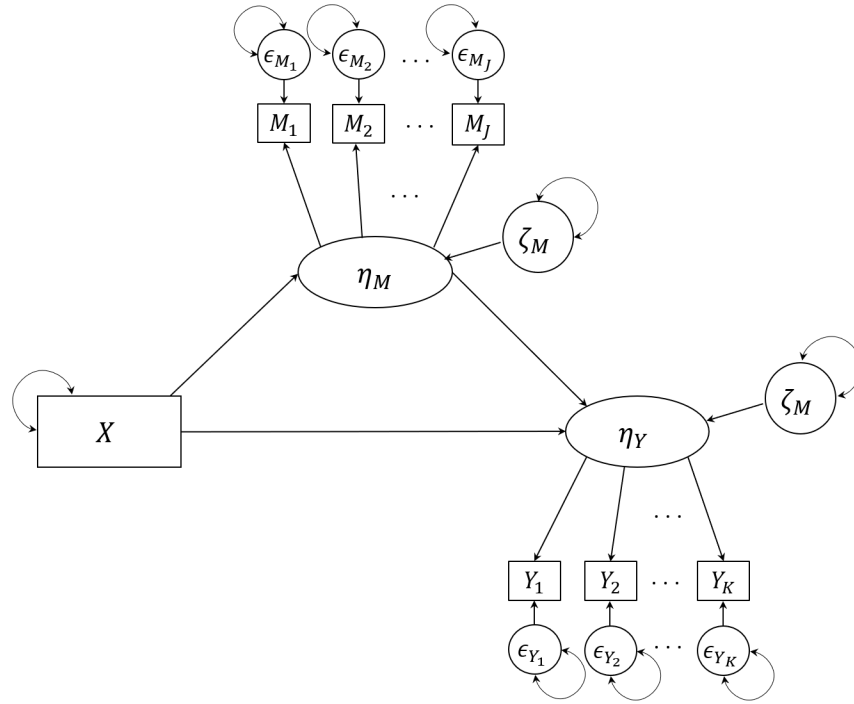 ϵ_{M_1} ϵ_{M_2} . . . ϵ_{M_J}
M_1 M_2 . . . M_J
. . .
ζ_M
η_M
ζ_M
X
η_Y
. . .
Y_1 Y_2 . . . Y_K
ϵ_{Y_1} ϵ_{Y_2} . . . ϵ_{Y_K}